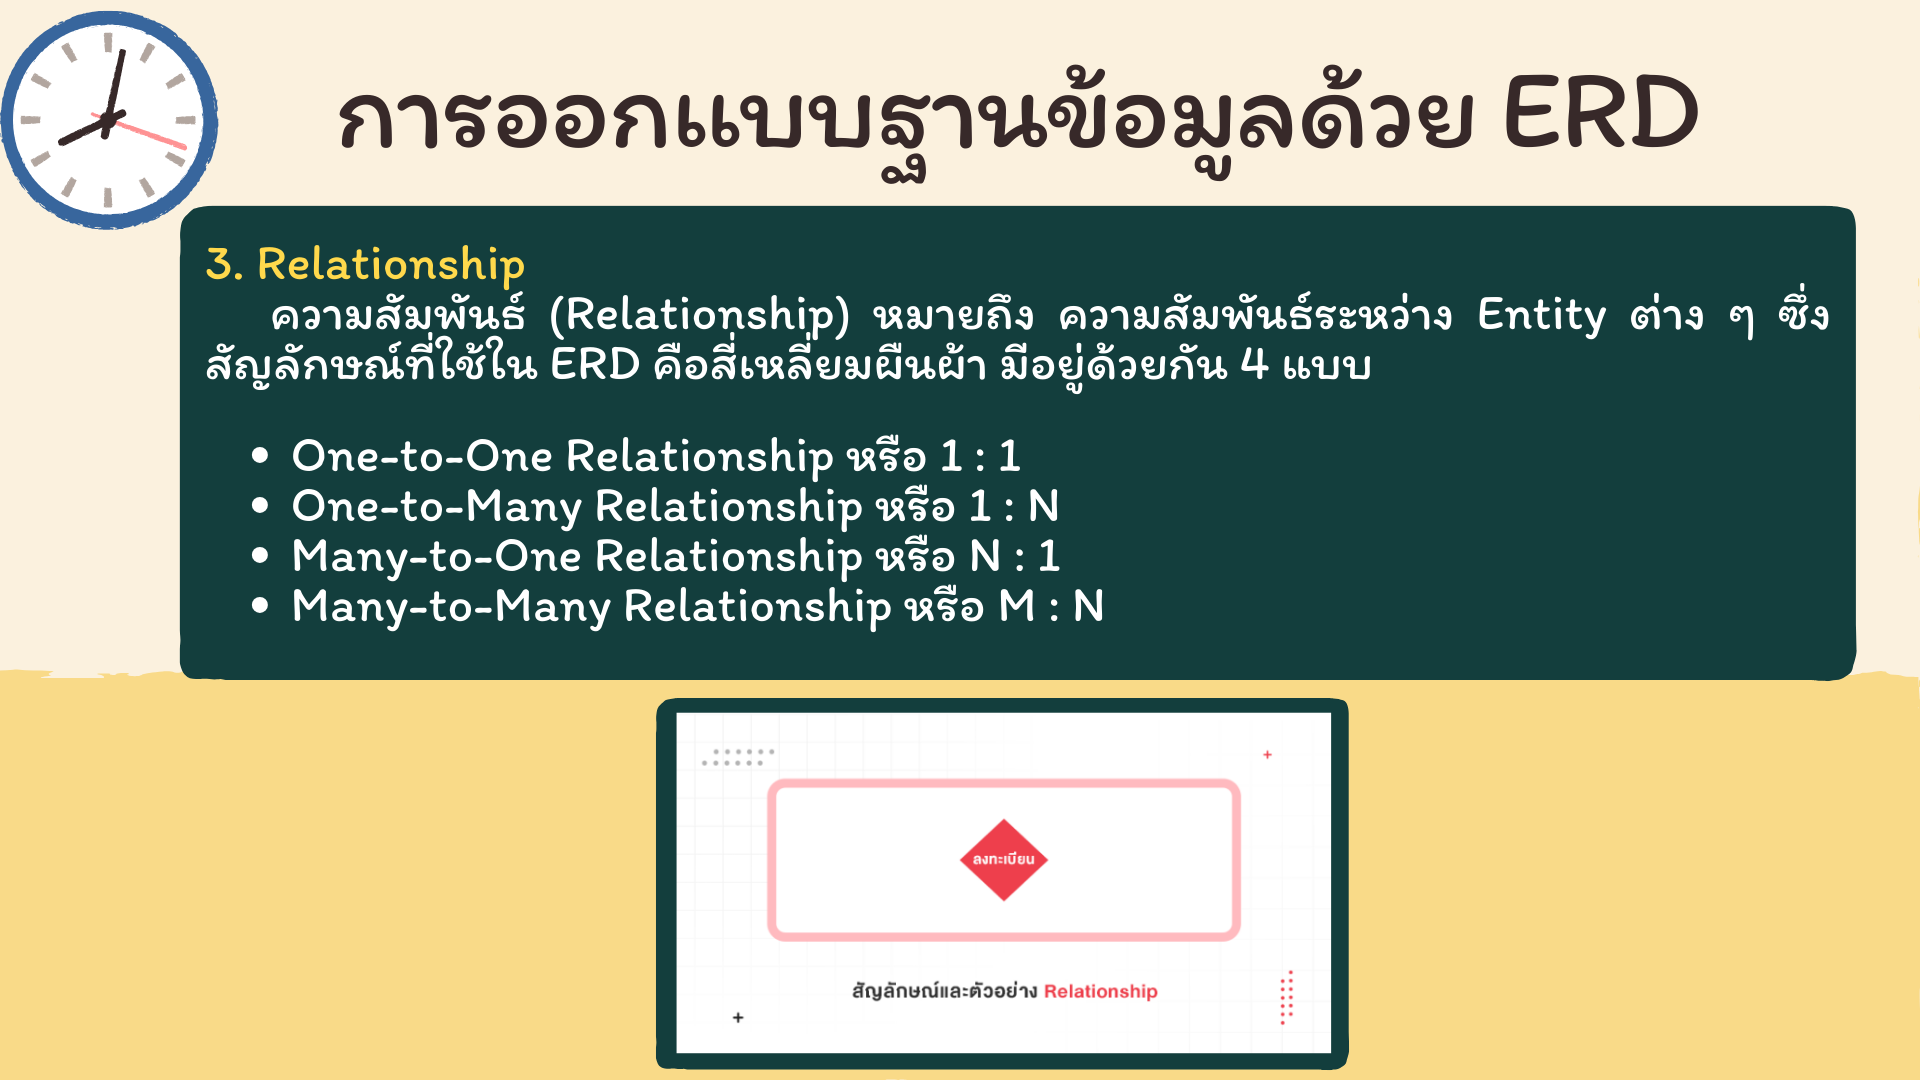 การออกแบบฐานข้อมูลด้วย ERD
3. Relationship
ความสัมพันธ์ (Relationship) หมายถึง ความสัมพันธ์ระหว่าง Entity ต่าง ๆ ซึ่ง
สัญลักษณ์ที่ใช้ใน ERD คือสี่เหลี่ยมผืนผ้า มีอยู่ด้วยกัน 4 แบบ
• One-to-One Relationship หรือ 1 : 1
• One-to-Many Relationship หรือ 1 : N
• Many-to-One Relationship หรือ N : 1
• Many-to-Many Relationship หรือ M : N
ลงทะเบียน
สัญลักษณ์และตัวอย่าง Relationship